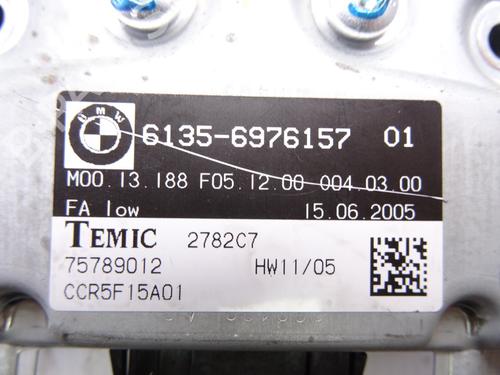 BMW
6135-6976157 01
M00.13.188 F05.12.00 004.03.00
FA low 15.06.2005
TEMIC 2782C7
75789012 HW11/05
CCR5F15A01